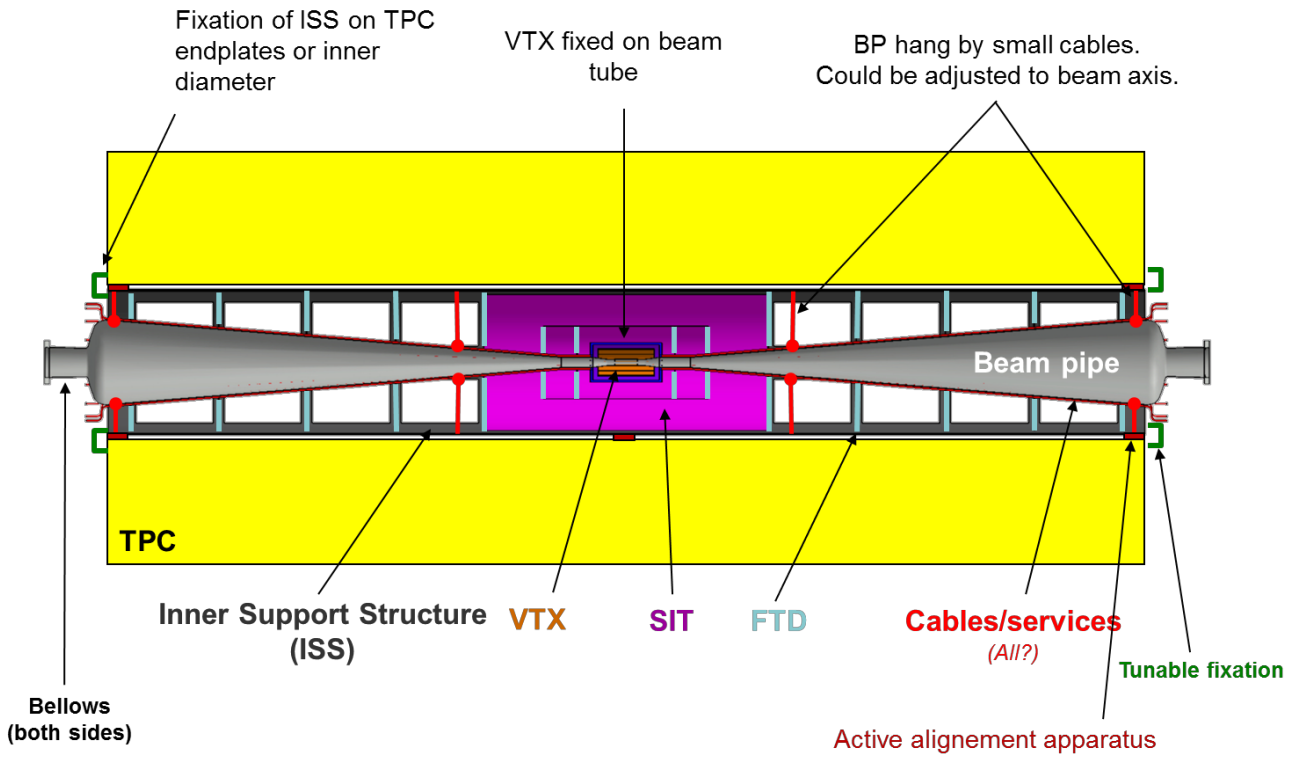 Fixation of ISS on TPC
endplates or inner
diameter
VTX fixed on beam
tube
BP hang by small cables.
Could be adjusted to beam axis.
Beam pipe
TPC
Inner Support Structure
(ISS)
VTX
SIT
FTD
Cables/services
(All?)
Tunable fixation
Bellows
(both sides)
Active alignement apparatus